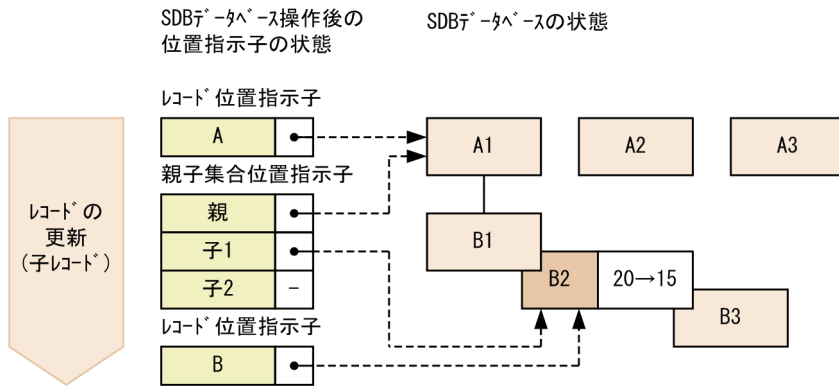 SDBﾃﾞｰﾀﾍﾞｰｽ操作後の
位置指示子の状態
SDBﾃﾞｰﾀﾍﾞｰｽの状態
ﾚｺｰﾄﾞ位置指示子
A
A1
A2
A3
親子集合位置指示子
親
子1
子2
－
B1
B2
20→15
B3
ﾚｺｰﾄﾞ位置指示子
B
ﾚｺｰﾄﾞの
更新
(子ﾚｺｰﾄﾞ)